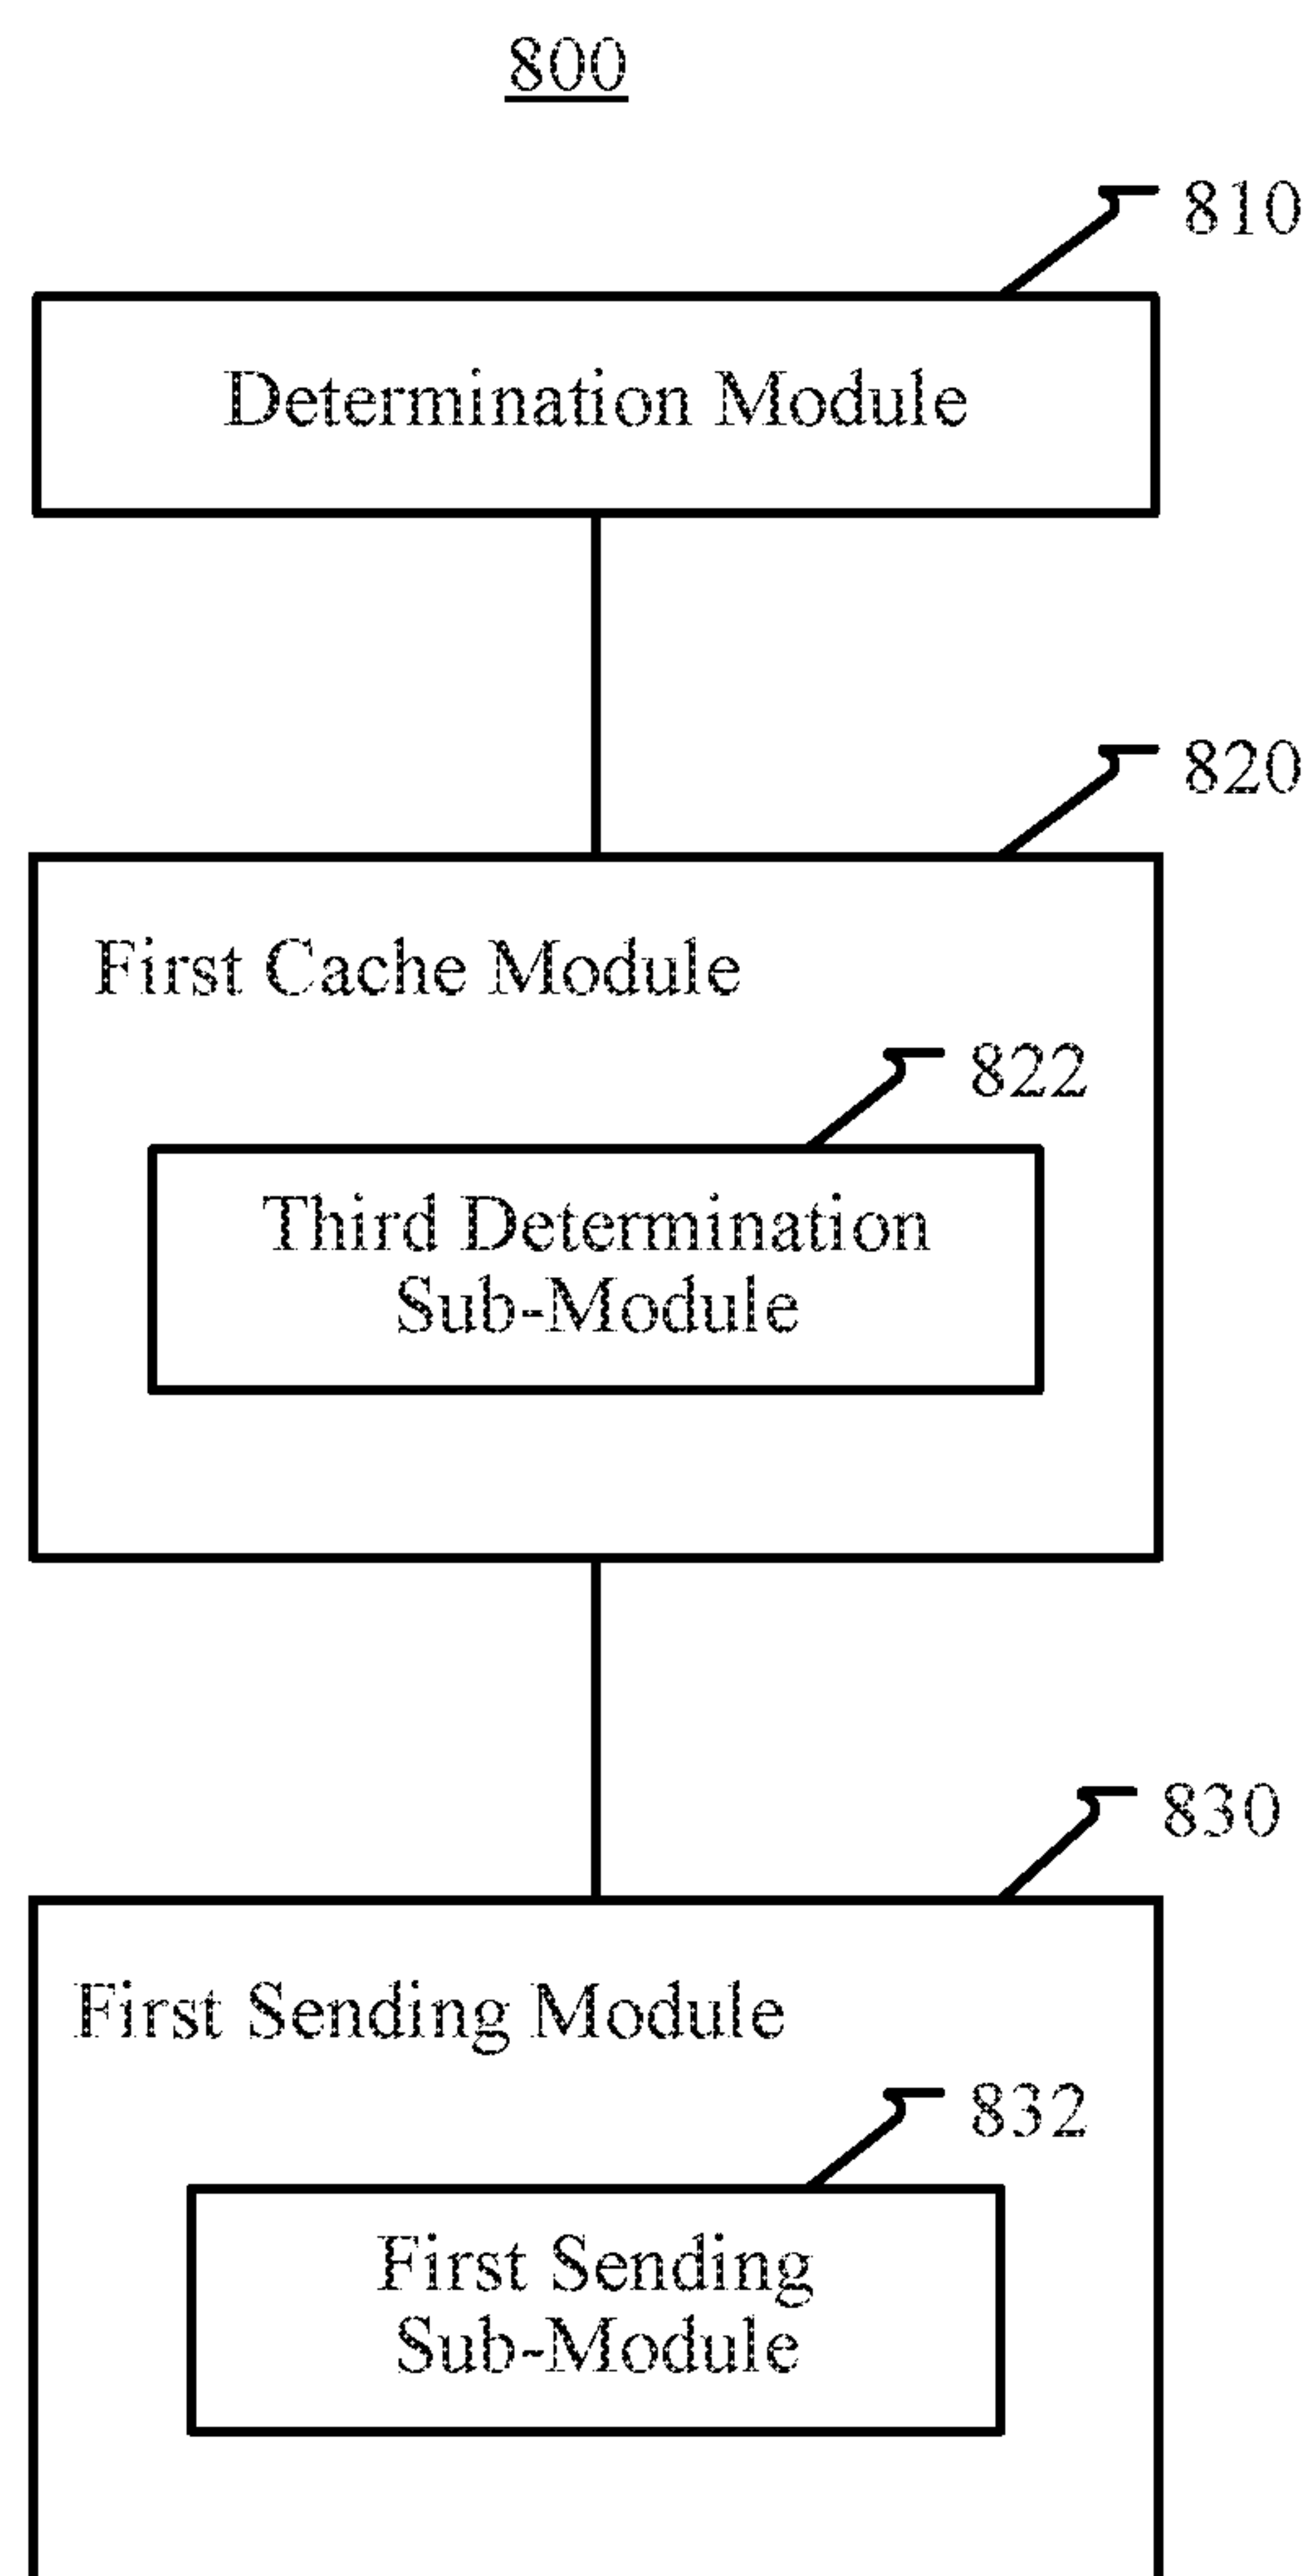 800
810
Determination Module
820
First Cache Module
822
Third Determination
Sub-Module
830
First Sending Module
832
First Sending
Sub-Module